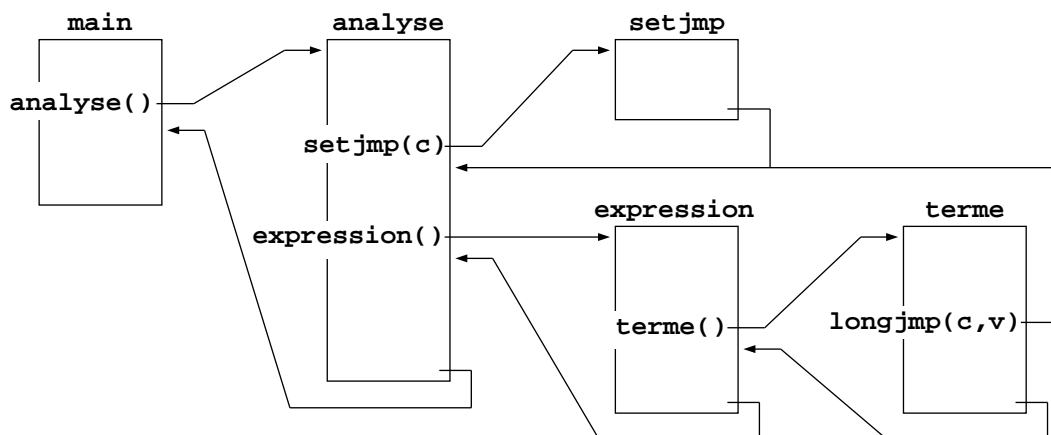 main
analyse
setjmp
analyse()
setjmp(c)
expression
terme
expression()
terme()
longjmp(c,v)